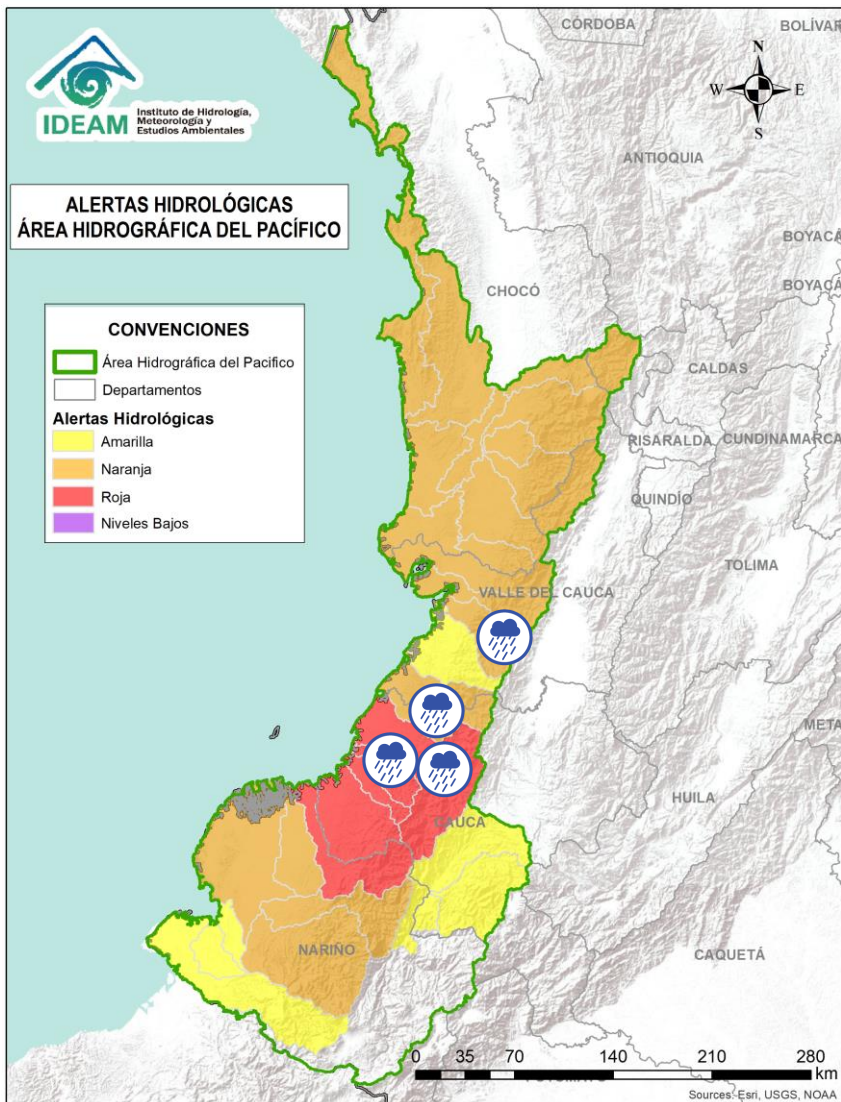 CÓRDOBA
BOLÍVAR
IDEAM
Instituto de Hidrología,
Meteorología y
Estudios Ambientales
N
W
E
S
ANTIOQUIA
ALERTAS HIDROLÓGICAS
ÁREA HIDROGRÁFICA DEL PACÍFICO
BOYACÁ
BOYACÁ
CHOCÓ
CONVENCIONES
Área Hidrográfica del Pacifico
Departamentos
Alertas Hidrológicas
Amarilla
Naranja
Roja
Niveles Bajos
CALDAS
RISARALDA
CUNDINAMARCA
QUINDÍO
TOLIMA
VALLE DEL CAUCA
META
HUILA
CAUCA
NARIÑO
CAQUETÁ
0 35 70 140 210 280
km
Sources: Esri, USGS, NOAA